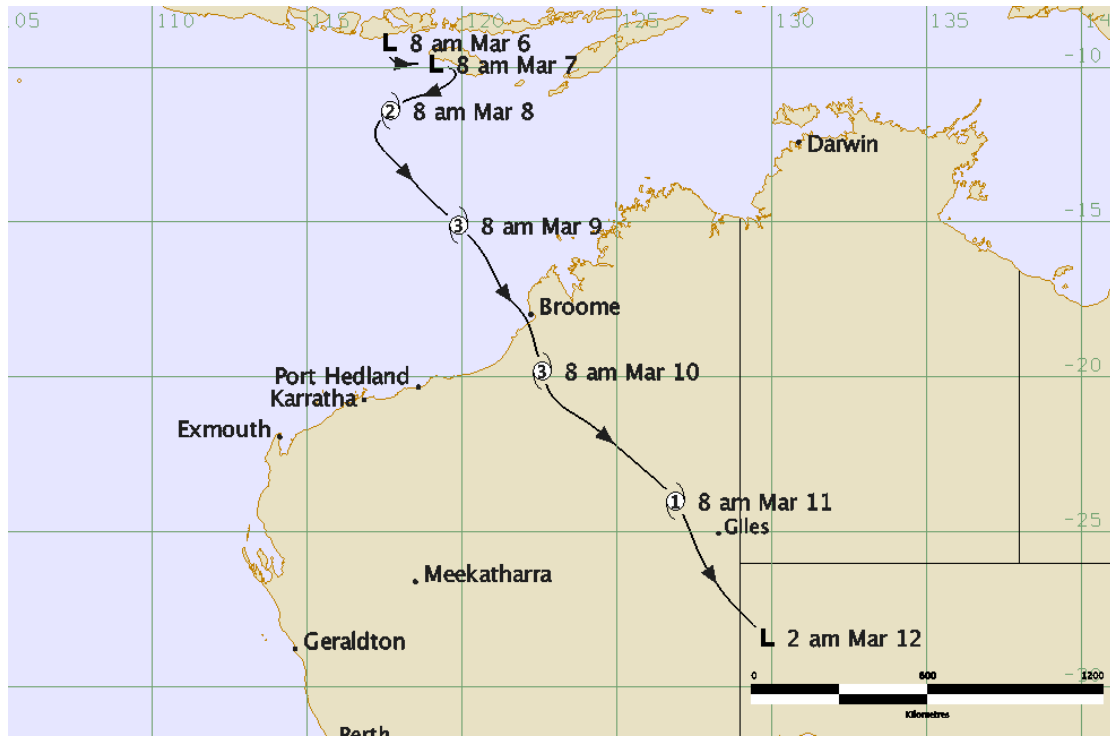 :05 110 115 120 125 130 135 140
L 8 am Mar 6
L 8 am Mar 7
-10
2 8 am Mar 8
Darwin
-15
3 8 am Mar 9
Broome
Port Hedland
-20
3 8 am Mar 10
Karratha
Exmouth
1 8 am Mar 11
Giles
-25
Meekatharra
L 2 am Mar 12
Geraldton
0 600 1200
Kilometres
Perth